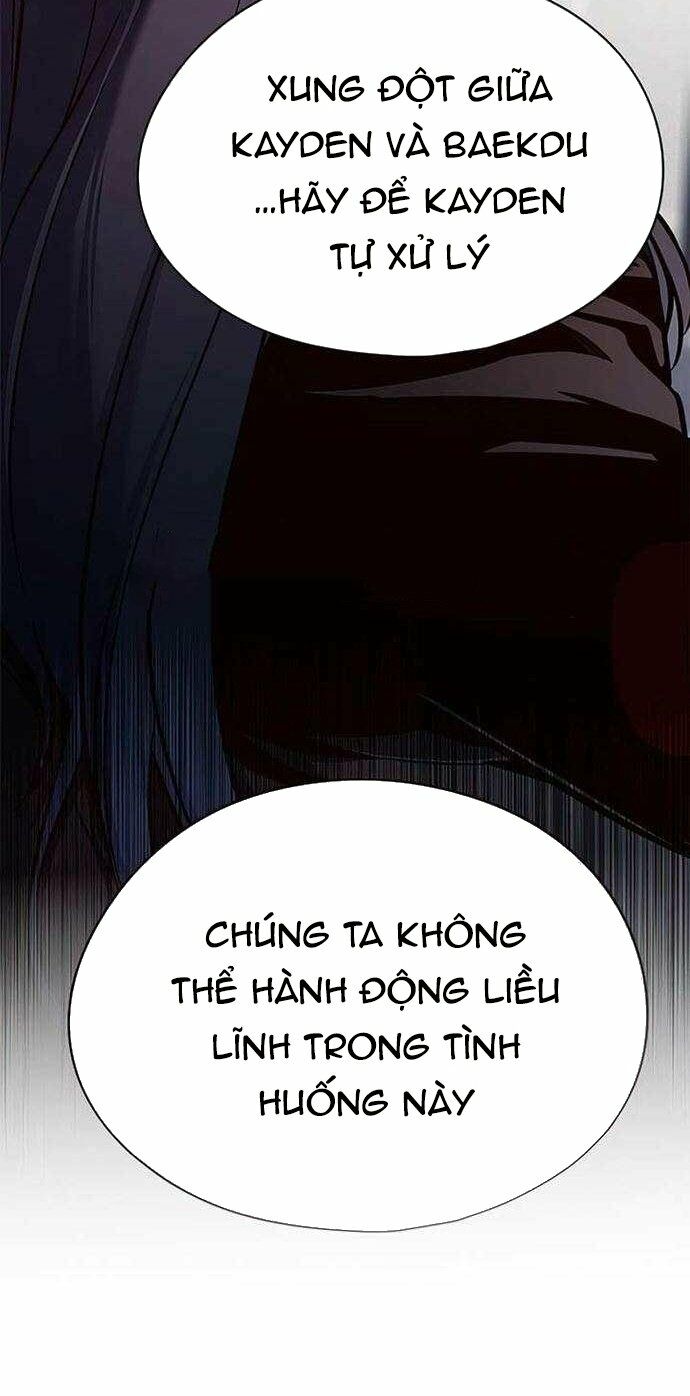 XUNG ĐỘT GIỮA
KAYDEN VÀ BAEKDU
...HÃY ĐỂ KAYDEN
TỰ XỬ LÝ
CHÚNG TA KHÔNG
THỂ HÀNH ĐỘNG LIỀU
LĨNH TRONG TÌNH
HUỐNG NÀY